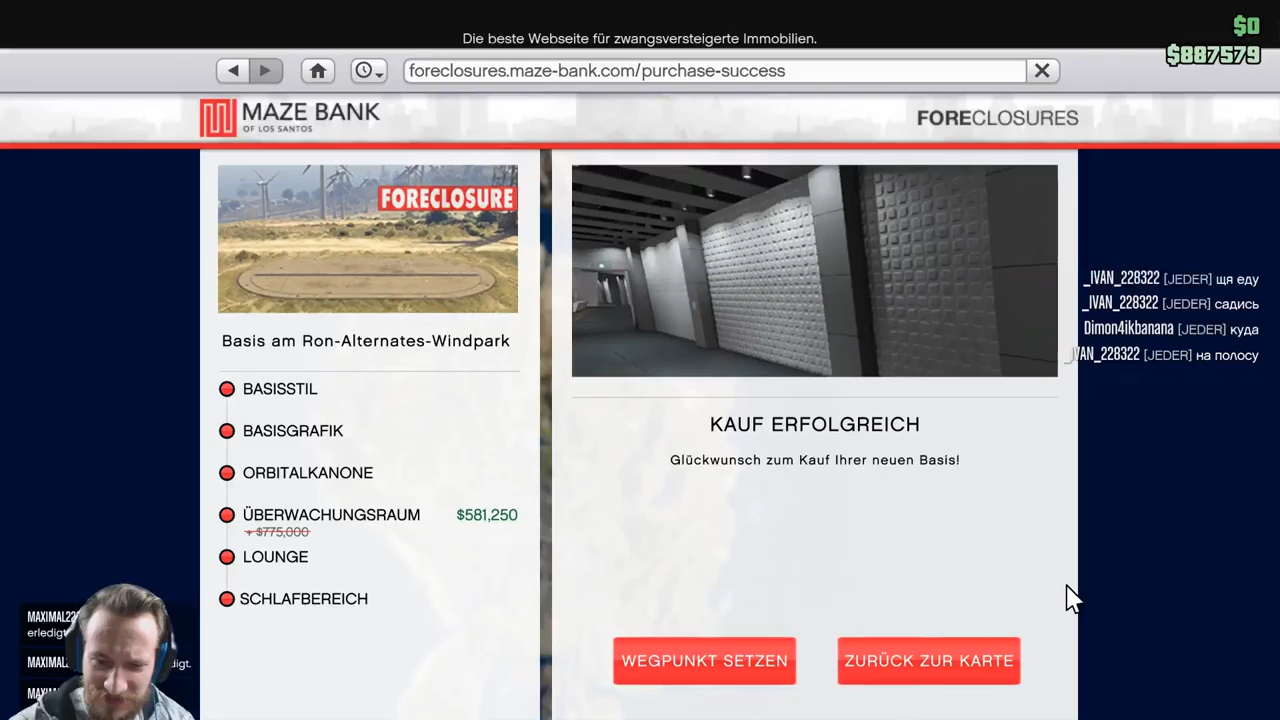 $0
$887579
Die beste Webseite für zwangsversteigerte Immobilien.
foreclosures.maze-bank.com/purchase-success
MAZE BANK
OF LOS SANTOS
FORECLOSURES
FORECLOSURE
Basis am Ron-Alternates-Windpark
BASISSTIL
BASISGRAFIK
ORBITALKANONE
ÜBERWACHUNGSRAUM $581,250
+ $775,000
LOUNGE
SCHLAFBEREICH
KAUF ERFOLGREICH
Glückwunsch zum Kauf Ihrer neuen Basis!
WEGPUNKT SETZEN
ZURÜCK ZUR KARTE
_IVAN_228322 [JEDER] щя еду
_IVAN_228322 [JEDER] садись
Dimon4ikbanana [JEDER] куда
_IVAN_228322 [JEDER] на полосу